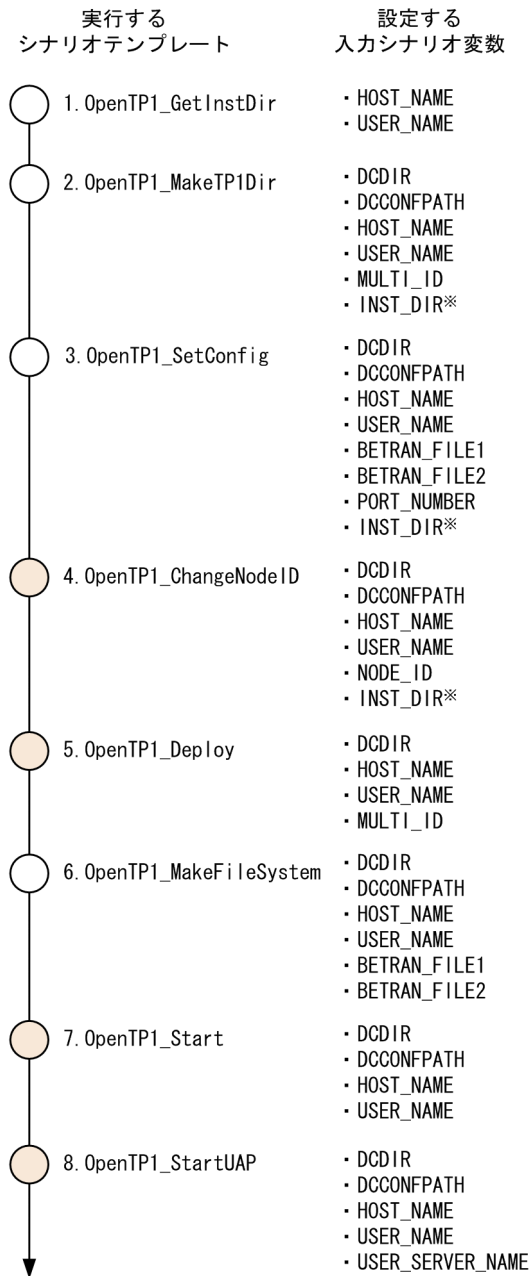 実行する
シナリオテンプレート
設定する
入力シナリオ変数
1. OpenTP1_GetInstDir
・HOST_NAME
・USER_NAME
2. OpenTP1_MakeTP1Dir
・DCDIR
・DCCONFPATH
・HOST_NAME
・USER_NAME
・MULTI_ID
・INST_DIR※
3. OpenTP1_SetConfig
・DCDIR
・DCCONFPATH
・HOST_NAME
・USER_NAME
・BETRAN_FILE1
・BETRAN_FILE2
・PORT_NUMBER
・INST_DIR※
4. OpenTP1_ChangeNodeID
・DCDIR
・DCCONFPATH
・HOST_NAME
・USER_NAME
・NODE_ID
・INST_DIR※
5. OpenTP1_Deploy
・DCDIR
・HOST_NAME
・USER_NAME
・MULTI_ID
6. OpenTP1_MakeFileSystem
・DCDIR
・DCCONFPATH
・HOST_NAME
・USER_NAME
・BETRAN_FILE1
・BETRAN_FILE2
7. OpenTP1_Start
・DCDIR
・DCCONFPATH
・HOST_NAME
・USER_NAME
8. OpenTP1_StartUAP
・DCDIR
・DCCONFPATH
・HOST_NAME
・USER_NAME
・USER_SERVER_NAME